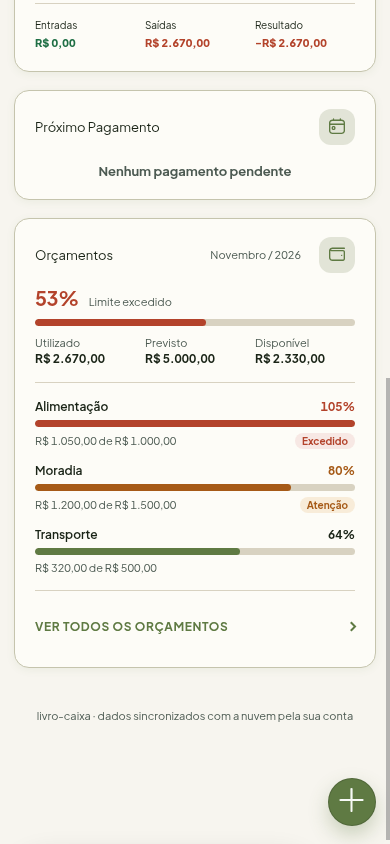 Entradas Saídas Resultado
R$ 0,00 R$ 2.670,00 −R$ 2.670,00
Próximo Pagamento
Nenhum pagamento pendente
Orçamentos Novembro / 2026
53% Limite excedido
Utilizado Previsto Disponível
R$ 2.670,00 R$ 5.000,00 R$ 2.330,00
Alimentação 105%
R$ 1.050,00 de R$ 1.000,00 Excedido
Moradia 80%
R$ 1.200,00 de R$ 1.500,00 Atenção
Transporte 64%
R$ 320,00 de R$ 500,00
VER TODOS OS ORÇAMENTOS
livro-caixa · dados sincronizados com a nuvem pela sua conta